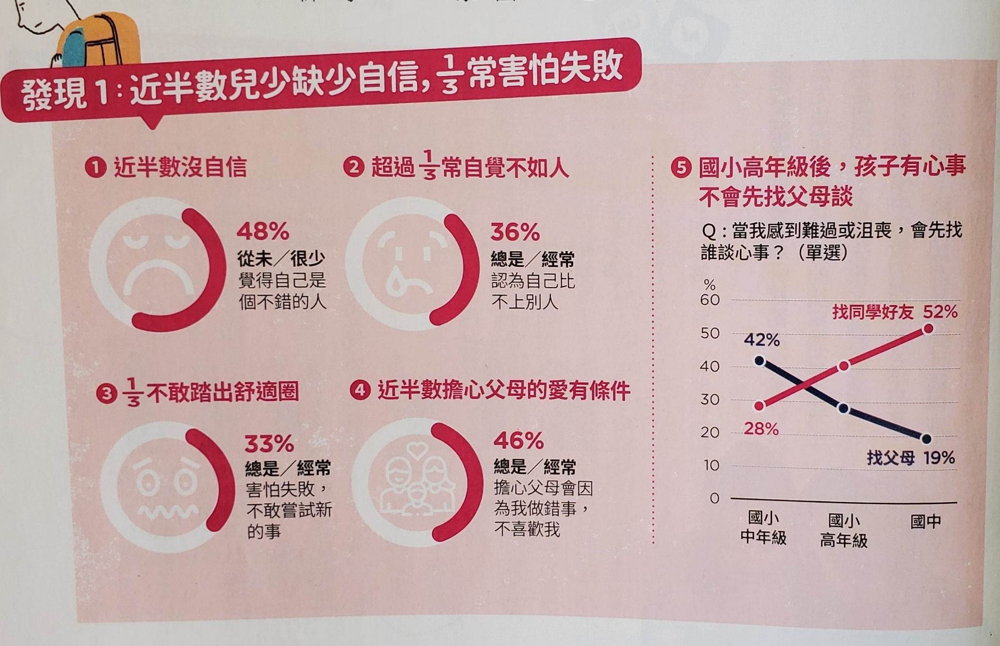 發現1：近半數兒少缺少自信，1/3常害怕失敗
❶ 近半數沒自信
48%
從未／很少
覺得自己是
個不錯的人
❷ 超過1/3常自覺不如人
36%
總是／經常
認為自己比
不上別人
❸ 1/3不敢踏出舒適圈
33%
總是／經常
害怕失敗，
不敢嘗試新
的事
❹ 近半數擔心父母的愛有條件
46%
總是／經常
擔心父母會因
為我做錯事，
不喜歡我
❺ 國小高年級後，孩子有心事
不會先找父母談
Q：當我感到難過或沮喪，會先找
誰談心事？（單選）
%
60
找同學好友 52%
50
42%
40
30
28%
20
找父母 19%
10
0
國小
中年級
國小
高年級
國中